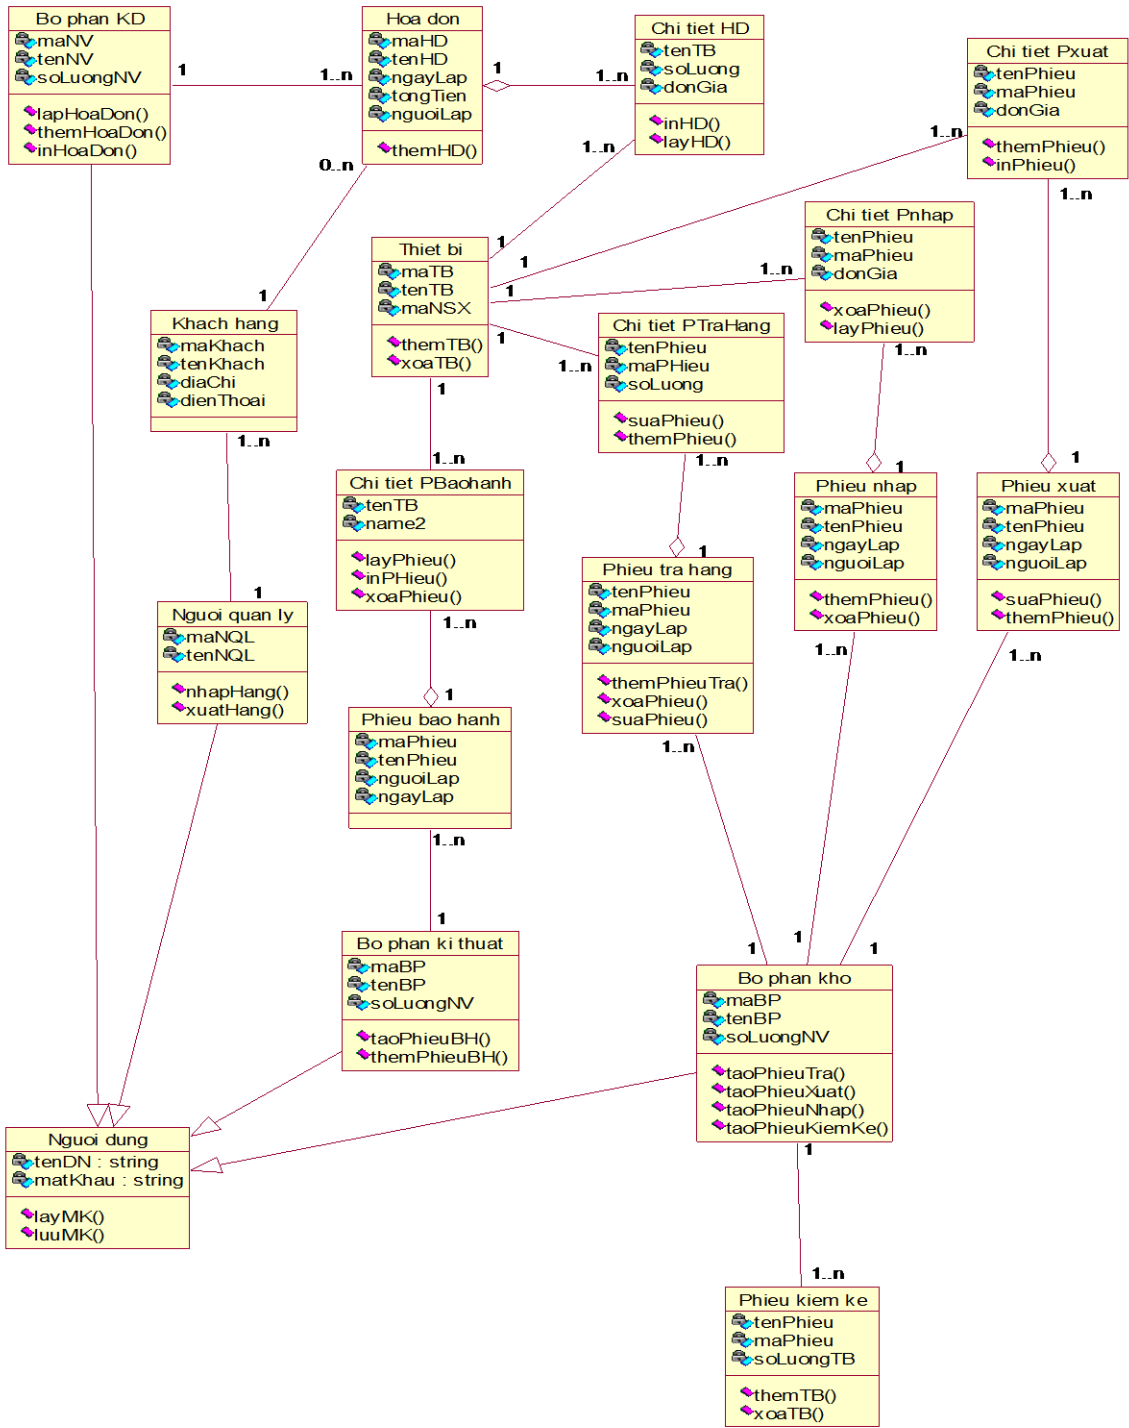 Bo phan KD
maNV
tenNV
soLuongNV
lapHoaDon()
themHoaDon()
inHoaDon()
1
1..n
Hoa don
maHD
tenHD
ngayLap
tongTien
nguoiLap
themHD()
1
1..n
0..n
Chi tiet HD
tenTB
soLuong
donGia
inHD()
layHD()
1..n
Chi tiet Pxuat
tenPhieu
maPhieu
donGia
themPhieu()
inPhieu()
1..n
1..n
Chi tiet Pnhap
tenPhieu
maPhieu
donGia
xoaPhieu()
layPhieu()
1..n
1..n
Thiet bi
maTB
tenTB
maNSX
themTB()
xoaTB()
1
1
1
1
1
Khach hang
maKhach
tenKhach
diaChi
dienThoai
1
1..n
Chi tiet PTraHang
tenPhieu
maPHieu
soLuong
suaPhieu()
themPhieu()
1..n
1..n
Chi tiet PBaohanh
tenTB
name2
layPhieu()
inPHieu()
xoaPhieu()
1..n
1..n
Phieu nhap
maPhieu
tenPhieu
ngayLap
nguoiLap
themPhieu()
xoaPhieu()
1
1..n
Phieu xuat
maPhieu
tenPhieu
ngayLap
nguoiLap
suaPhieu()
themPhieu()
1
1..n
Phieu tra hang
tenPhieu
maPhieu
ngayLap
nguoiLap
themPhieuTra()
xoaPhieu()
suaPhieu()
1
1..n
Nguoi quan ly
maNQL
tenNQL
nhapHang()
xuatHang()
1
Phieu bao hanh
maPhieu
tenPhieu
nguoiLap
ngayLap
1
1..n
Bo phan ki thuat
maBP
tenBP
soLuongNV
taoPhieuBH()
themPhieuBH()
1
Bo phan kho
maBP
tenBP
soLuongNV
taoPhieuTra()
taoPhieuXuat()
taoPhieuNhap()
taoPhieuKiemKe()
1
1
1
1
Nguoi dung
tenDN : string
matKhau : string
layMK()
luuMK()
1..n
Phieu kiem ke
tenPhieu
maPhieu
soLuongTB
themTB()
xoaTB()